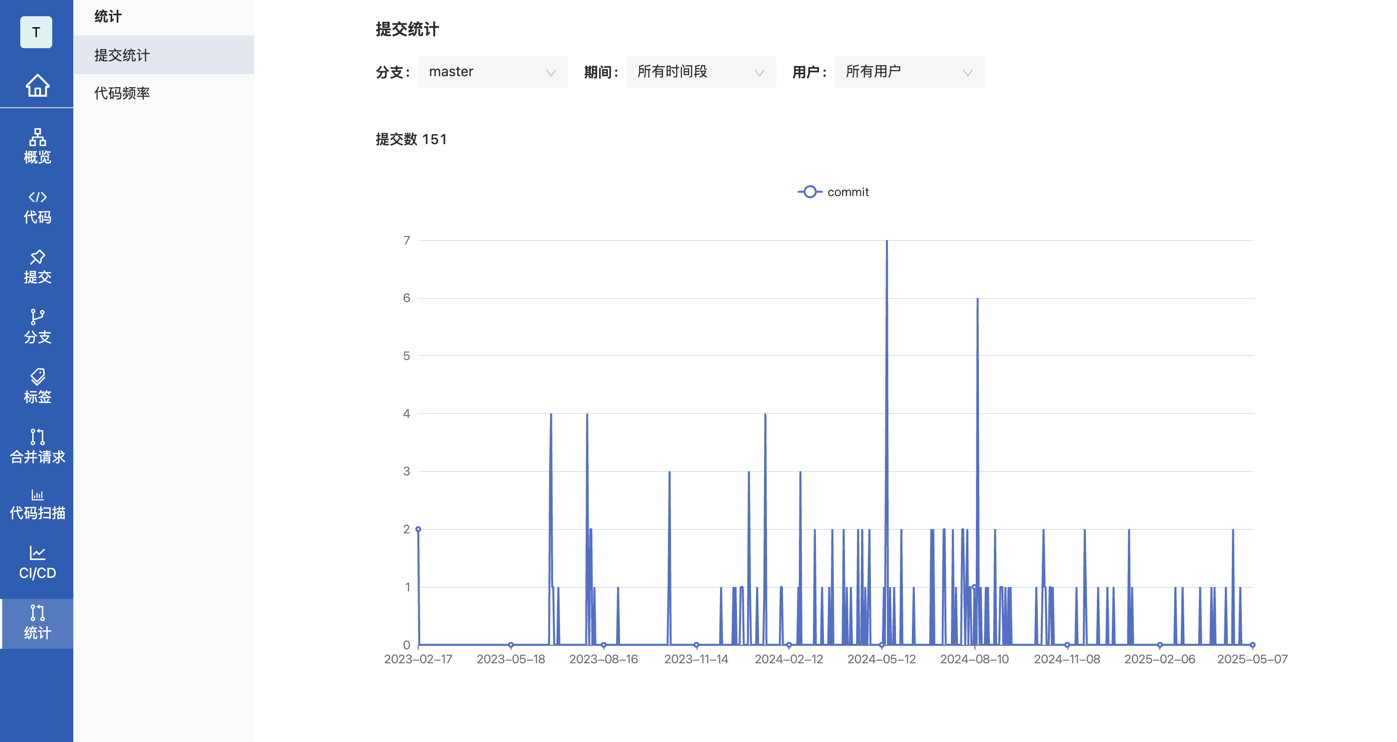 T
概览
代码
提交
分支
标签
合并请求
代码扫描
CI/CD
统计
统计
提交统计
代码频率
提交统计
分支： master 期间： 所有时间段 用户： 所有用户
提交数 151
commit
7
6
5
4
3
2
1
0
2023-02-17 2023-05-18 2023-08-16 2023-11-14 2024-02-12 2024-05-12 2024-08-10 2024-11-08 2025-02-06 2025-05-07